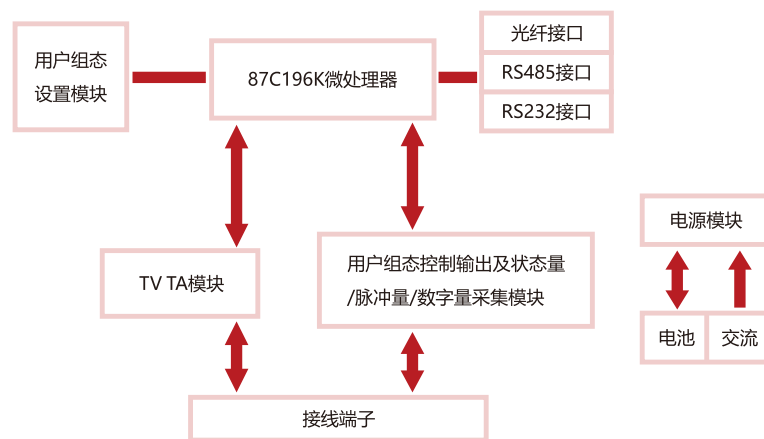 用户组态
设置模块
87C196K微处理器
光纤接口
RS485接口
RS232接口
电源模块
TV TA模块
用户组态控制输出及状态量
/脉冲量/数字量采集模块
电池
交流
接线端子